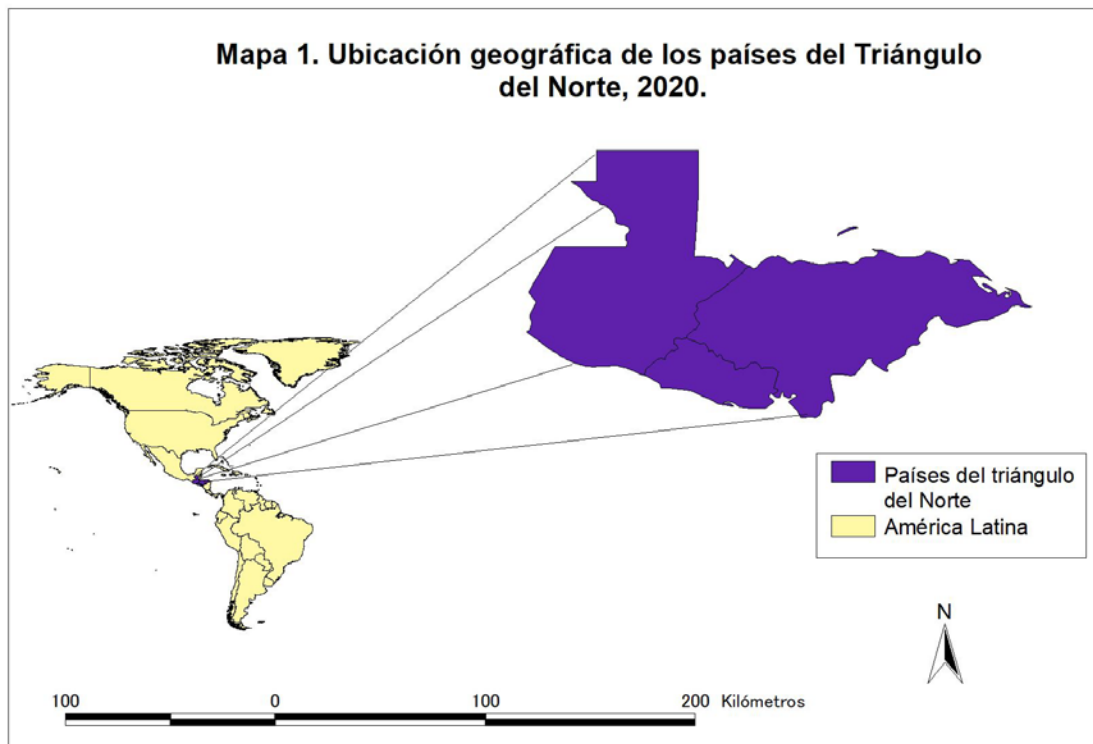 Mapa 1. Ubicación geográfica de los países del Triángulo
del Norte, 2020.
Países del triángulo
del Norte
América Latina
N
100 0 100 200 Kilómetros